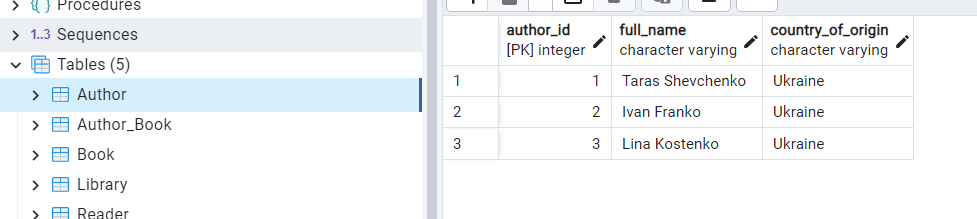 Procedures
1..3 Sequences
Tables (5)
Author
Author_Book
Book
Library
Reader
author_id full_name country_of_origin
[PK] integer character varying character varying
1 1 Taras Shevchenko Ukraine
2 2 Ivan Franko Ukraine
3 3 Lina Kostenko Ukraine